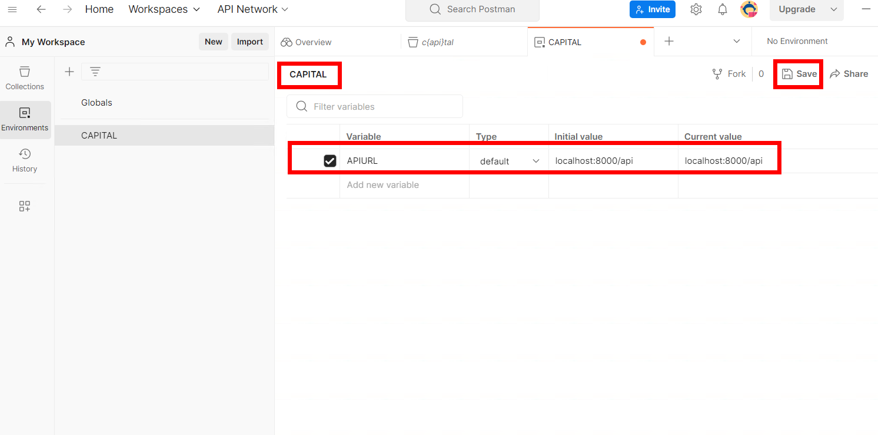 Home Workspaces API Network Search Postman Invite Upgrade
My Workspace New Import Overview c{api}tal CAPITAL No Environment
Collections
Environments
History
Globals
CAPITAL
CAPITAL Fork 0 Save Share
Filter variables
Variable Type Initial value Current value
APIURL default localhost:8000/api localhost:8000/api
Add new variable